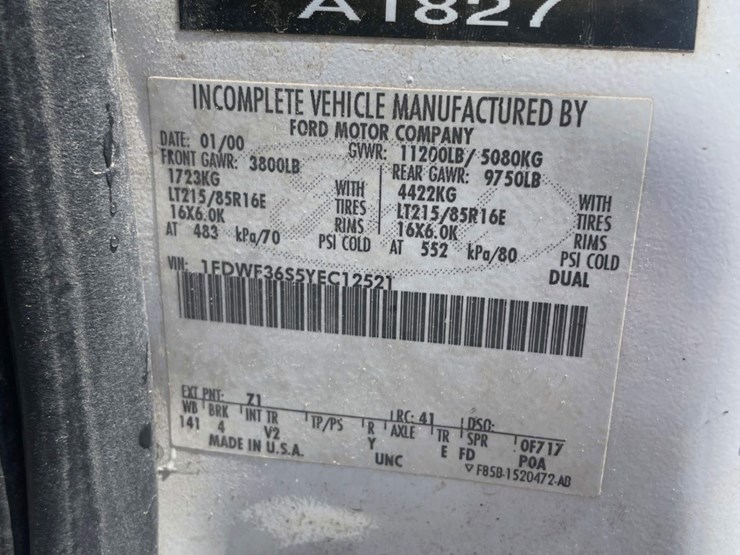 A1827
INCOMPLETE VEHICLE MANUFACTURED BY
FORD MOTOR COMPANY
DATE: 01/00 GVWR: 11200LB/ 5080KG
FRONT GAWR: 3800LB REAR GAWR: 9750LB
1723KG WITH 4422KG WITH
LT215/85R16E TIRES LT215/85R16E TIRES
16X6.0K RIMS 16X6.0K RIMS
AT 483 kPa/70 PSI COLD AT 552 kPa/80 PSI COLD
DUAL
VIN: 1FDWF36S5YEC12521
EXT PNT: Z1 RC: 41 DSO:
WB BRK INT TR TP/PS R AXLE TR SPR 0F717
141 4 V2 Y E FD POA
MADE IN U.S.A. UNC ▽ F85B-1520472-AB